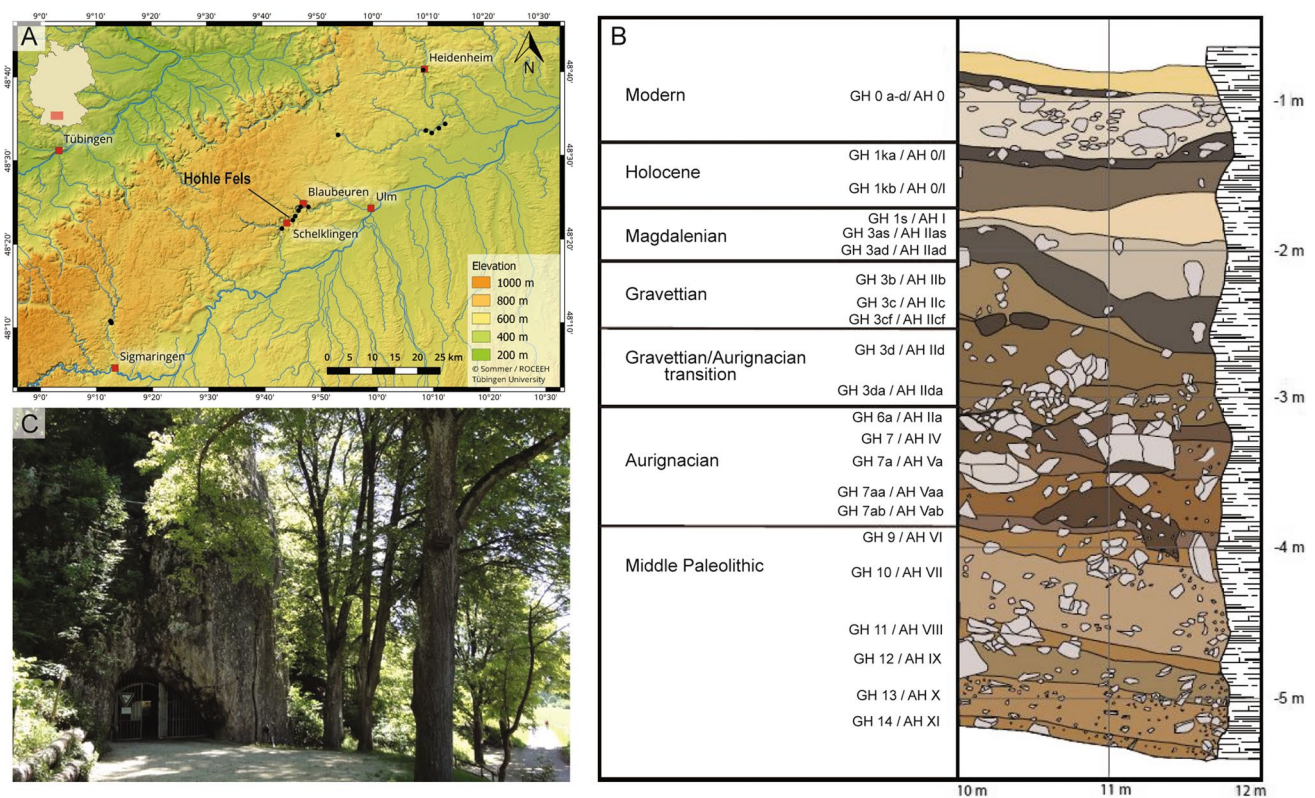 A
9°0' 9°10' 9°20' 9°30' 9°40' 9°50' 10°0' 10°10' 10°20' 10°30'
48°40' 48°40'
Heidenheim
N
Tübingen
48°30' 48°30'
Hohle Fels
Blaubeuren
Ulm
Schelklingen
48°20' 48°20'
Elevation
1000 m
800 m
600 m
400 m
200 m
48°10' 48°10'
Sigmaringen
0 5 10 15 20 25 km
© Sommer / ROCEEH
Tübingen University
9°0' 9°10' 9°20' 9°30' 9°40' 9°50' 10°0' 10°10' 10°20' 10°30'
B
Modern
GH 0 a-d/ AH 0
Holocene
GH 1ka / AH 0/I
GH 1kb / AH 0/I
Magdalenian
GH 1s / AH I
GH 3as / AH IIas
GH 3ad / AH IIad
Gravettian
GH 3b / AH IIb
GH 3c / AH IIc
GH 3cf / AH IIcf
Gravettian/Aurignacian
transition
GH 3d / AH IId
GH 3da / AH IIda
Aurignacian
GH 6a / AH IIa
GH 7 / AH IV
GH 7a / AH Va
GH 7aa / AH Vaa
GH 7ab / AH Vab
Middle Paleolithic
GH 9 / AH VI
GH 10 / AH VII
GH 11 / AH VIII
GH 12 / AH IX
GH 13 / AH X
GH 14 / AH XI
-1 m
-2 m
-3 m
-4 m
-5 m
10 m 11 m 12 m
C